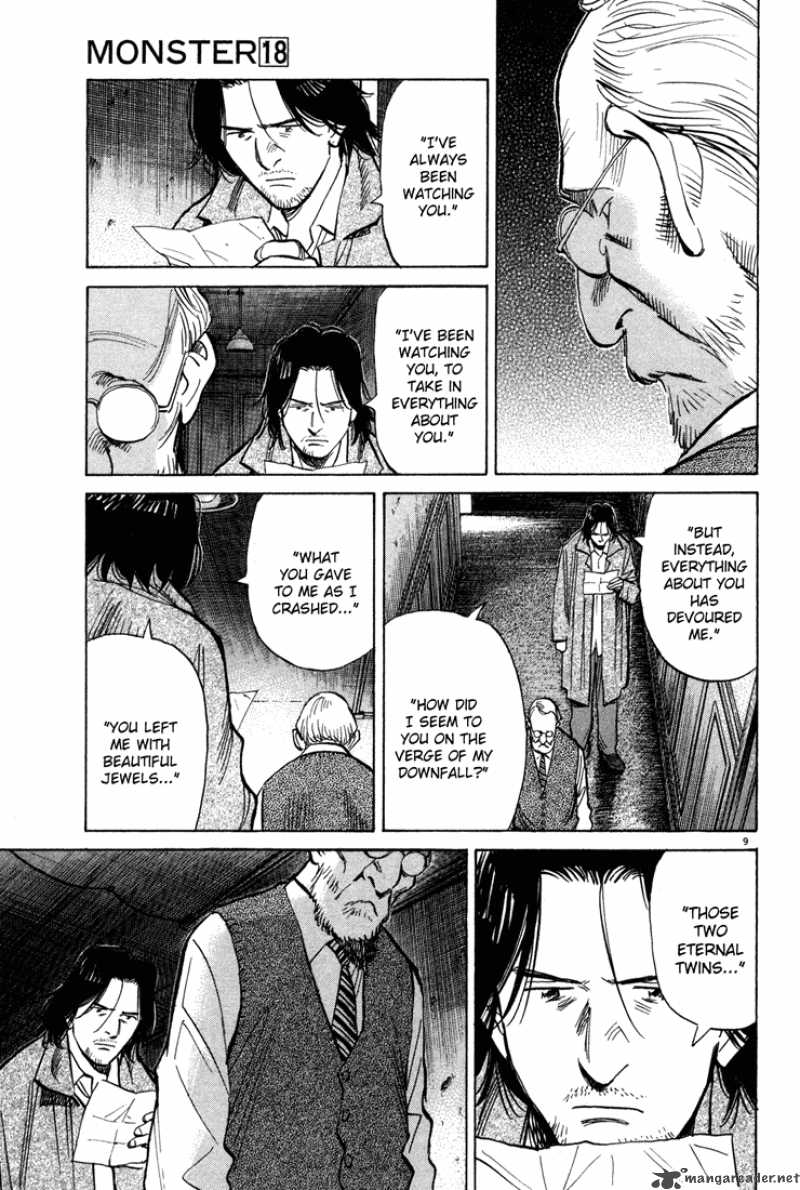 MONSTER 18
"I'VE
ALWAYS
BEEN
WATCHING
YOU."
"I'VE BEEN
WATCHING
YOU, TO
TAKE IN
EVERYTHING
ABOUT
YOU."
"BUT
INSTEAD,
EVERYTHING
ABOUT YOU
HAS
DEVOURED
ME."
"HOW DID
I SEEM TO
YOU ON THE
VERGE OF MY
DOWNFALL?"
"WHAT
YOU GAVE
TO ME AS I
CRASHED..."
"YOU LEFT
ME WITH
BEAUTIFUL
JEWELS..."
9
"THOSE
TWO
ETERNAL
TWINS..."
mangareader.net